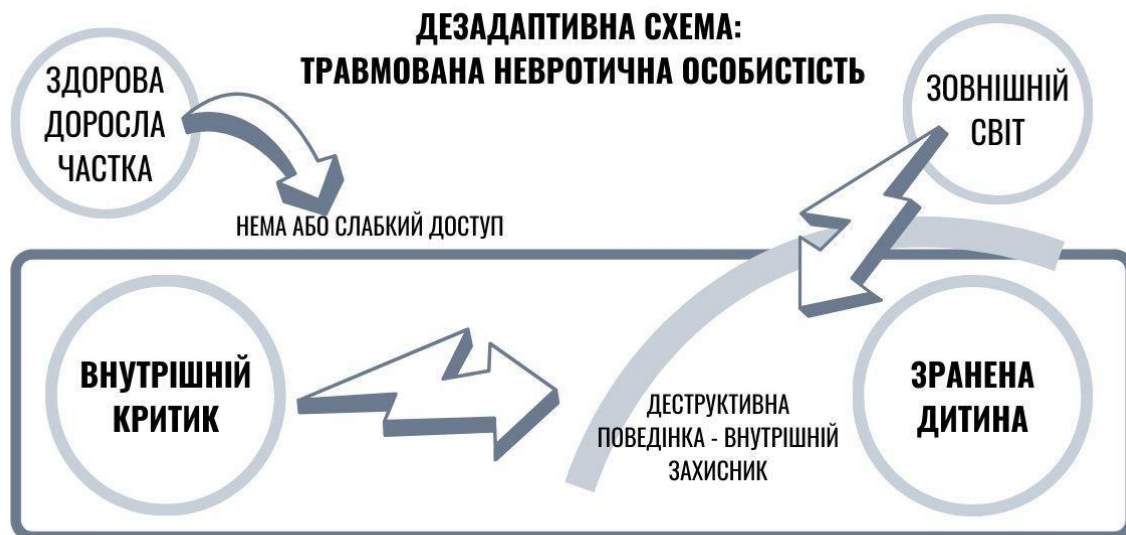 ДЕЗАДАПТИВНА СХЕМА:
ТРАВМОВАНА НЕВРОТИЧНА ОСОБИСТІСТЬ
ЗДОРОВА
ДОРОСЛА
ЧАСТКА
ЗОВНІШНІЙ
СВІТ
НЕМА АБО СЛАБКИЙ ДОСТУП
ВНУТРІШНІЙ
КРИТИК
ДЕСТРУКТИВНА
ПОВЕДІНКА - ВНУТРІШНІЙ
ЗАХИСНИК
ЗРАНЕНА
ДИТИНА